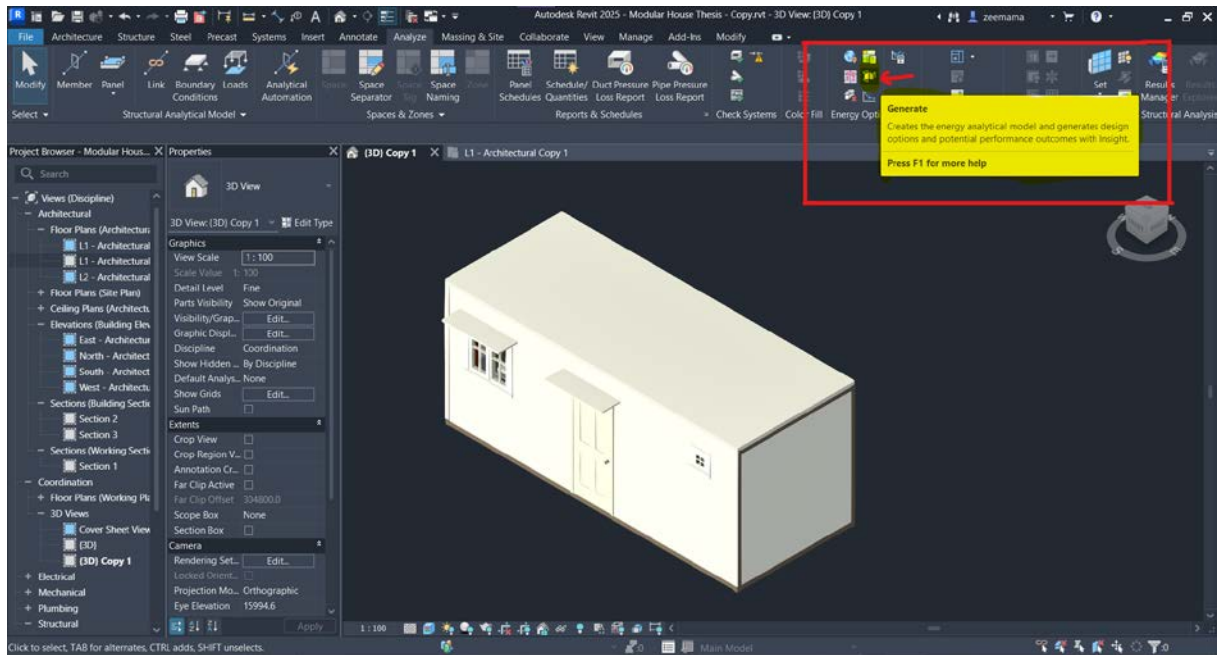 Autodesk Revit 2025 - Modular House Thesis - Copy.rvt - 3D View: {3D} Copy 1
zeemama
File Architecture Structure Steel Precast Systems Insert Annotate Analyze Massing & Site Collaborate View Manage Add-Ins Modify
Modify Member Panel Link Boundary Conditions Loads Analytical Automation Space Space Separator Space Tag Space Naming Zone Panel Schedules Schedule/ Quantities Duct Pressure Loss Report Pipe Pressure Loss Report Set Results Manager
Select Structural Analytical Model Spaces & Zones Reports & Schedules Check Systems Color Fill Energy Opti Structural Analysis
Generate
Creates the energy analytical model and generates design
options and potential performance outcomes with Insight.
Press F1 for more help
Project Browser - Modular Hous...
Search
Views (Discipline)
Architectural
Floor Plans (Architectur
L1 - Architectural
L1 - Architectural
L2 - Architectural
Floor Plans (Site Plan)
Ceiling Plans (Architect
Elevations (Building Elev
East - Architectur
North - Architect
South - Architect
West - Architectu
Sections (Building Sectio
Section 2
Section 3
Sections (Working Secti
Section 1
Coordination
Floor Plans (Working Pla
3D Views
Cover Sheet View
{3D}
{3D} Copy 1
Electrical
Mechanical
Plumbing
Structural
Properties
3D View
3D View: {3D} Copy 1 Edit Type
Graphics
View Scale 1 : 100
Scale Value 1: 100
Detail Level Fine
Parts Visibility Show Original
Visibility/Grap... Edit...
Graphic Displ... Edit...
Discipline Coordination
Show Hidden ... By Discipline
Default Analys... None
Show Grids Edit...
Sun Path
Extents
Crop View
Crop Region V...
Annotation Cr...
Far Clip Active
Far Clip Offset 304800.0
Scope Box None
Section Box
Camera
Rendering Set... Edit...
Locked Orient...
Projection Mo... Orthographic
Eye Elevation 15994.6
Apply
{3D} Copy 1 L1 - Architectural Copy 1
1 : 100
Click to select, TAB for alternates, CTRL adds, SHIFT unselects.
:0 Main Model :0